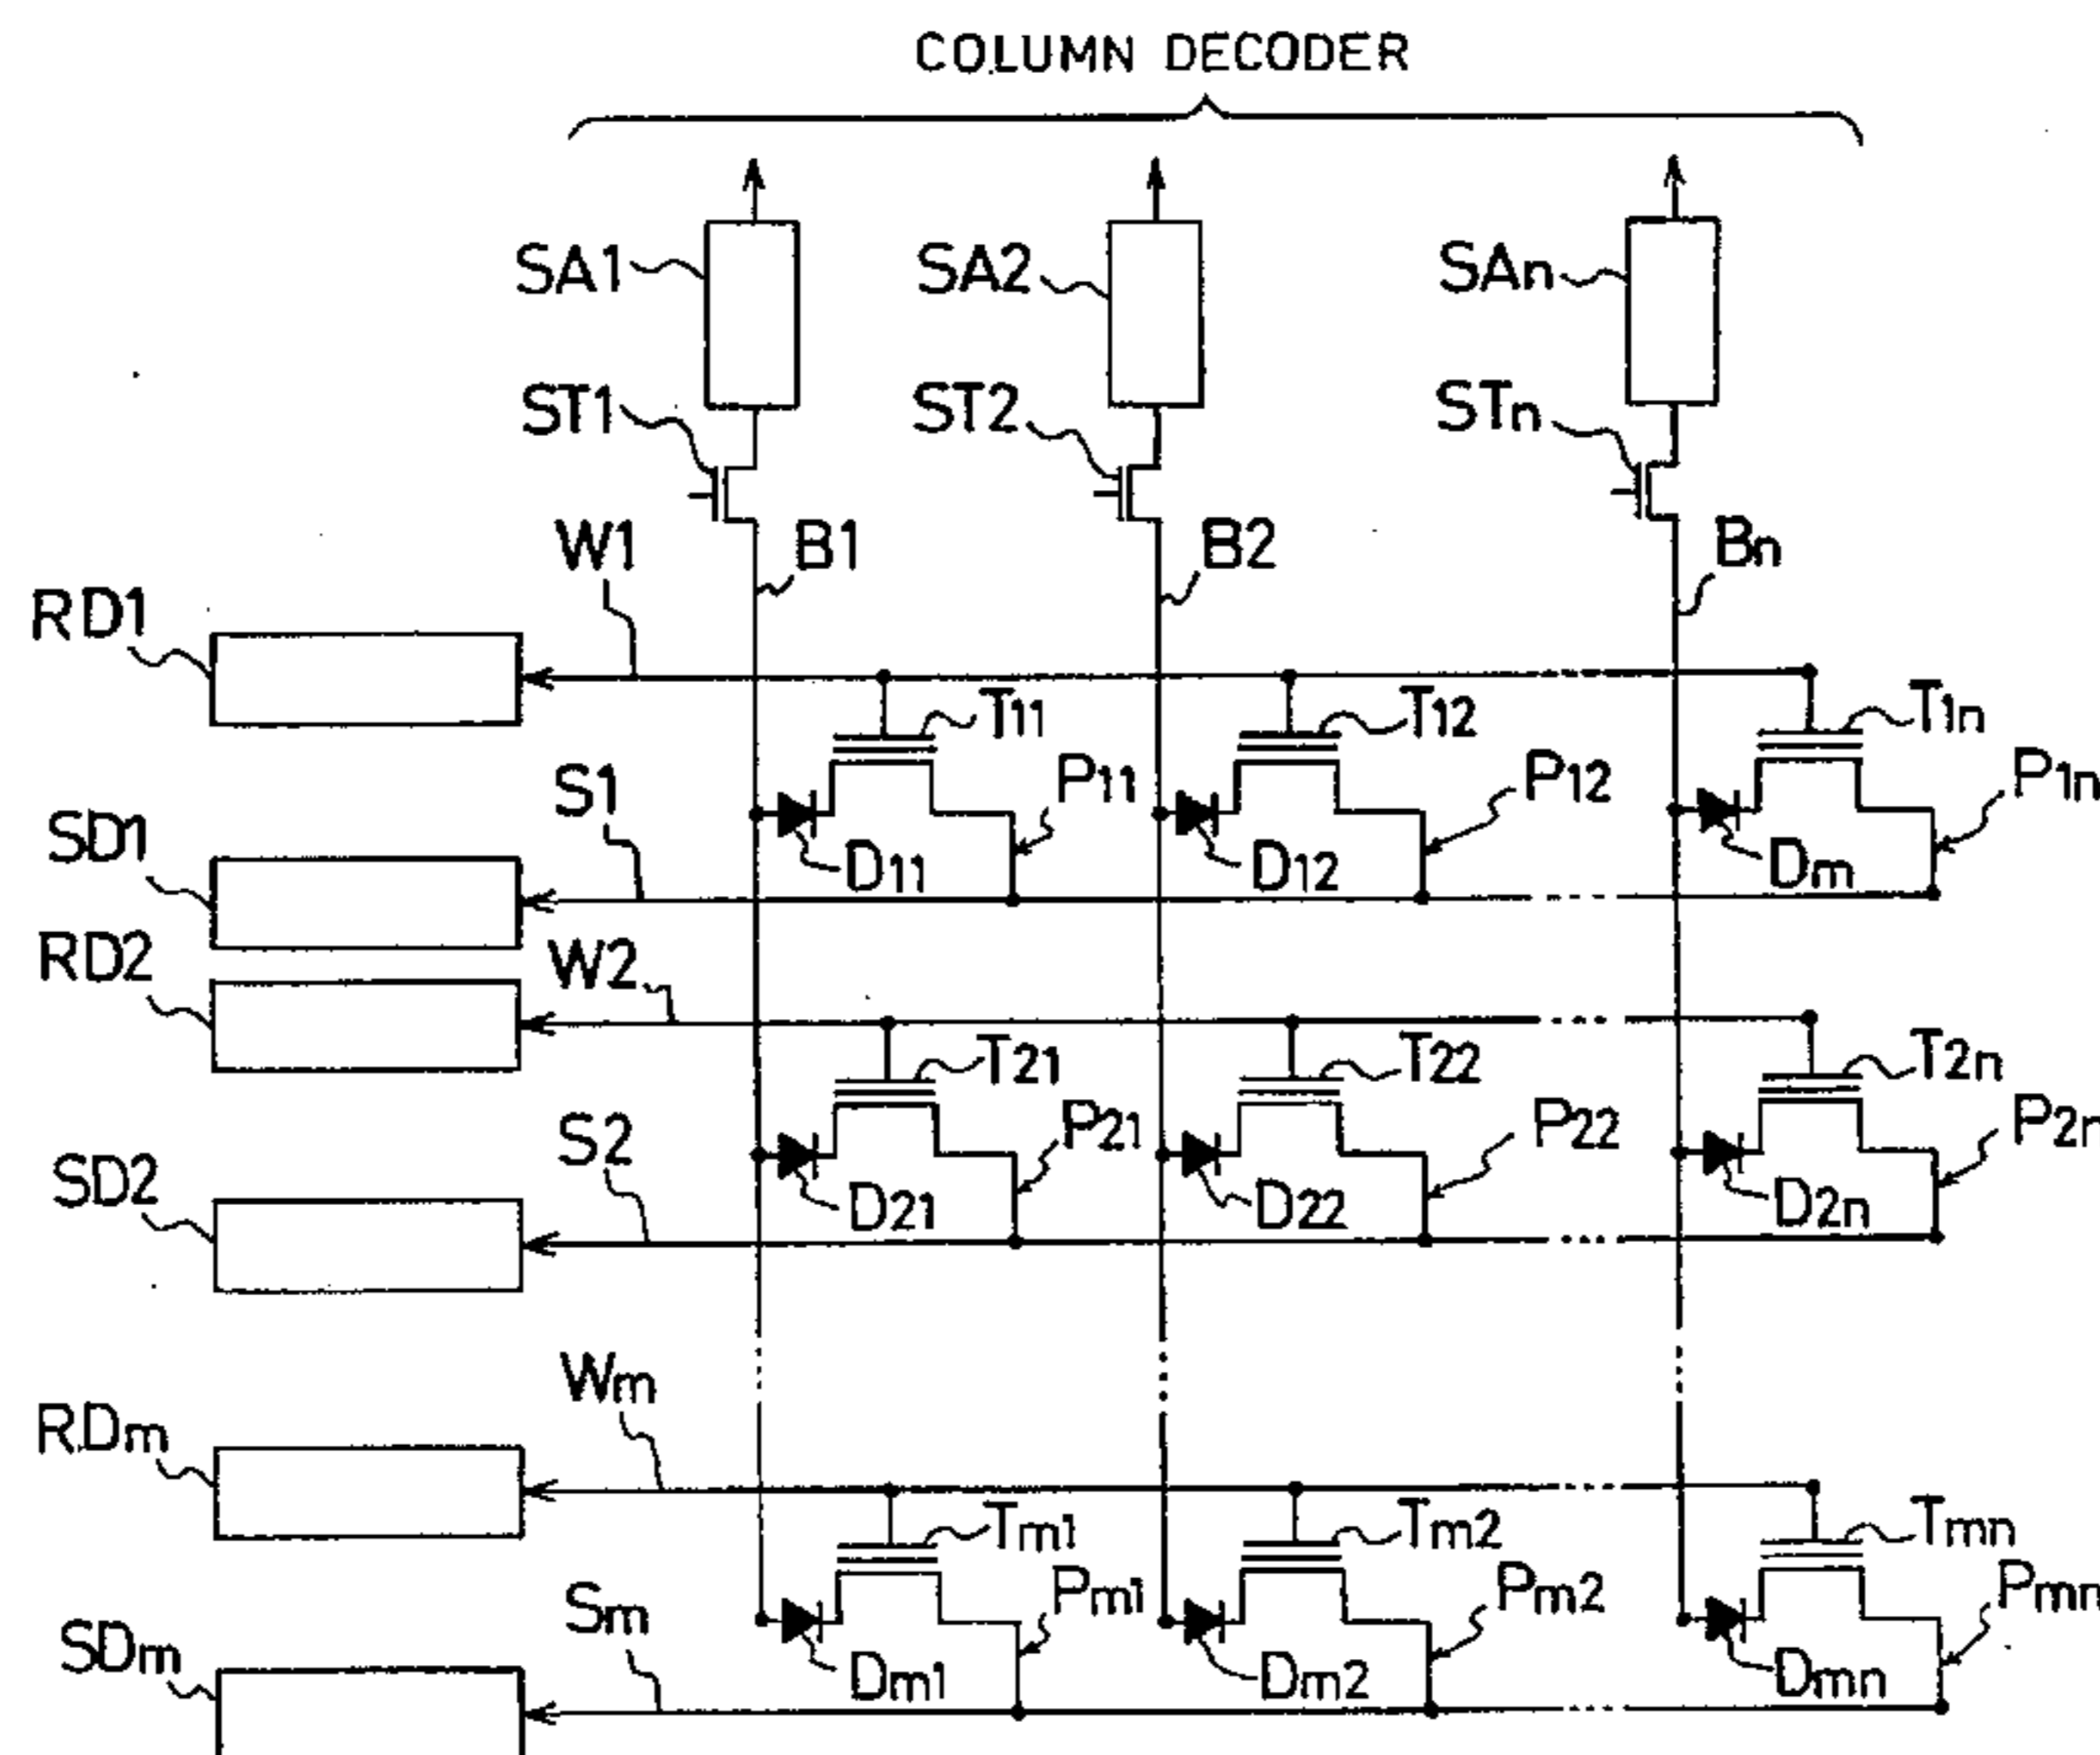 COLUMN DECODER
SA1 SA2 SAn
ST1 ST2 STn
W1 B1 B2 Bn
RD1
T11 T12 T1n
S1 P11 P12 P1n
SD1
D11 D12 Dm
RD2 W2
T21 T22 T2n
S2 P21 P22 P2n
SD2
D21 D22 D2n
Wm
RDm
Tm1 Tm2 Tmn
Sm Pm1 Pm2 Pmn
SDm
Dm1 Dm2 Dmn